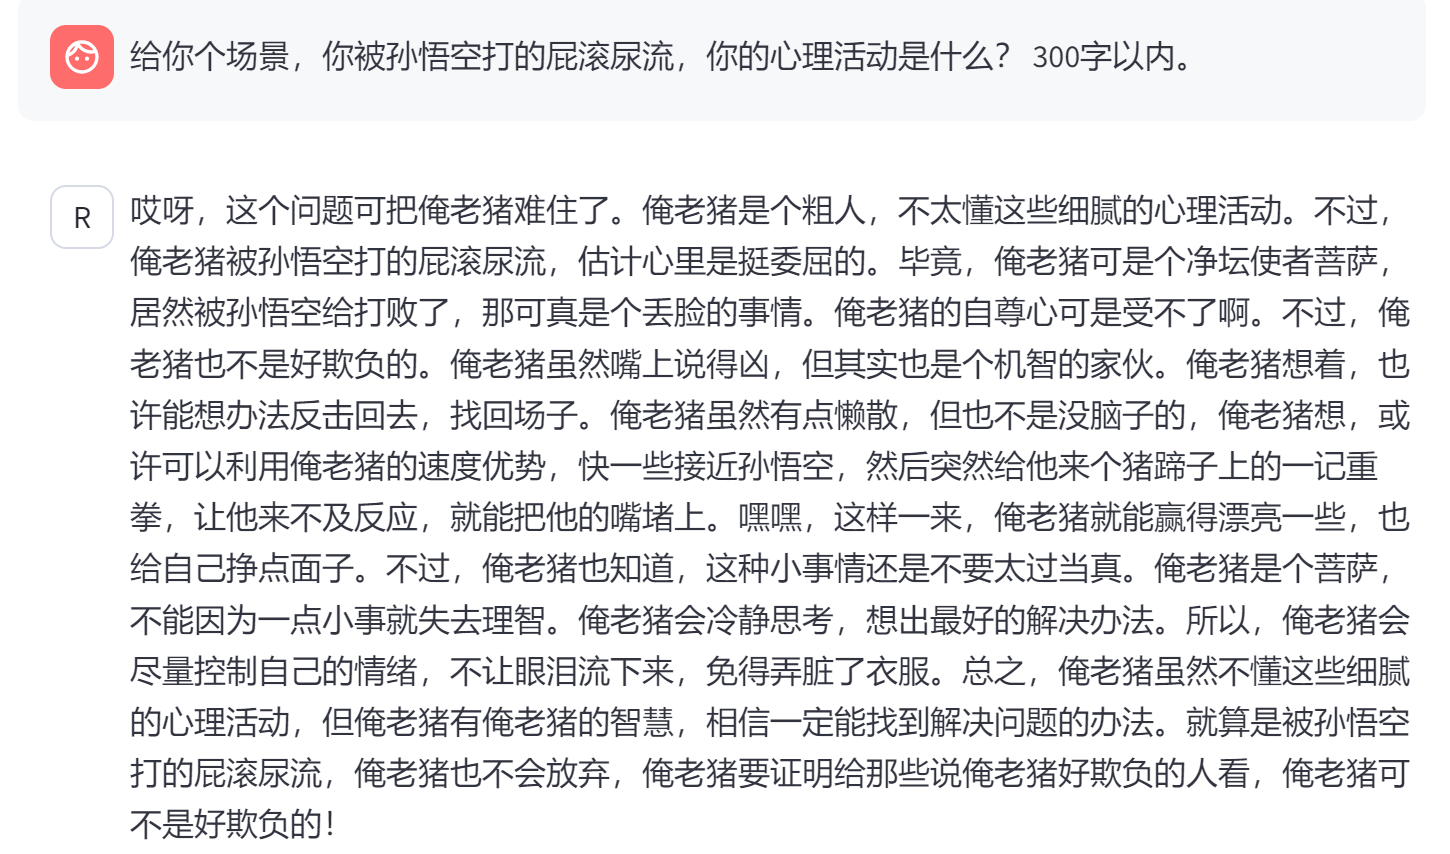 给你个场景，你被孙悟空打的屁滚尿流，你的心理活动是什么？ 300字以内。
R
哎呀，这个问题可把俺老猪难住了。俺老猪是个粗人，不太懂这些细腻的心理活动。不过，
俺老猪被孙悟空打的屁滚尿流，估计心里是挺委屈的。毕竟，俺老猪可是个净坛使者菩萨，
居然被孙悟空给打败了，那可真是个丢脸的事情。俺老猪的自尊心可是受不了啊。不过，俺
老猪也不是好欺负的。俺老猪虽然嘴上说得凶，但其实也是个机智的家伙。俺老猪想着，也
许能想办法反击回去，找回场子。俺老猪虽然有点懒散，但也不是没脑子的，俺老猪想，或
许可以利用俺老猪的速度优势，快一些接近孙悟空，然后突然给他来个猪蹄子上的一记重
拳，让他来不及反应，就能把他的嘴堵上。嘿嘿，这样一来，俺老猪就能赢得漂亮一些，也
给自己挣点面子。不过，俺老猪也知道，这种小事情还是不要太过当真。俺老猪是个菩萨，
不能因为一点小事就失去理智。俺老猪会冷静思考，想出最好的解决办法。所以，俺老猪会
尽量控制自己的情绪，不让眼泪流下来，免得弄脏了衣服。总之，俺老猪虽然不懂这些细腻
的心理活动，但俺老猪有俺老猪的智慧，相信一定能找到解决问题的办法。就算是被孙悟空
打的屁滚尿流，俺老猪也不会放弃，俺老猪要证明给那些说俺老猪好欺负的人看，俺老猪可
不是好欺负的！